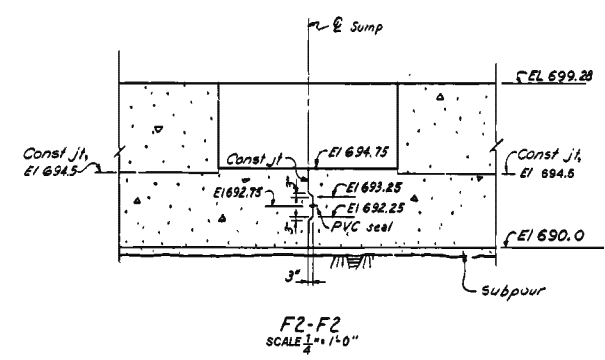 ℄ Sump
EL 699.28
Const jt,
El 694.5
Const jt
El 694.75
Const jt,
El 694.5
El 692.75
El 693.25
El 692.25
PVC seal
3"
3"
El 690.0
3"
Subpour
F2-F2
SCALE 1/4" = 1'-0"